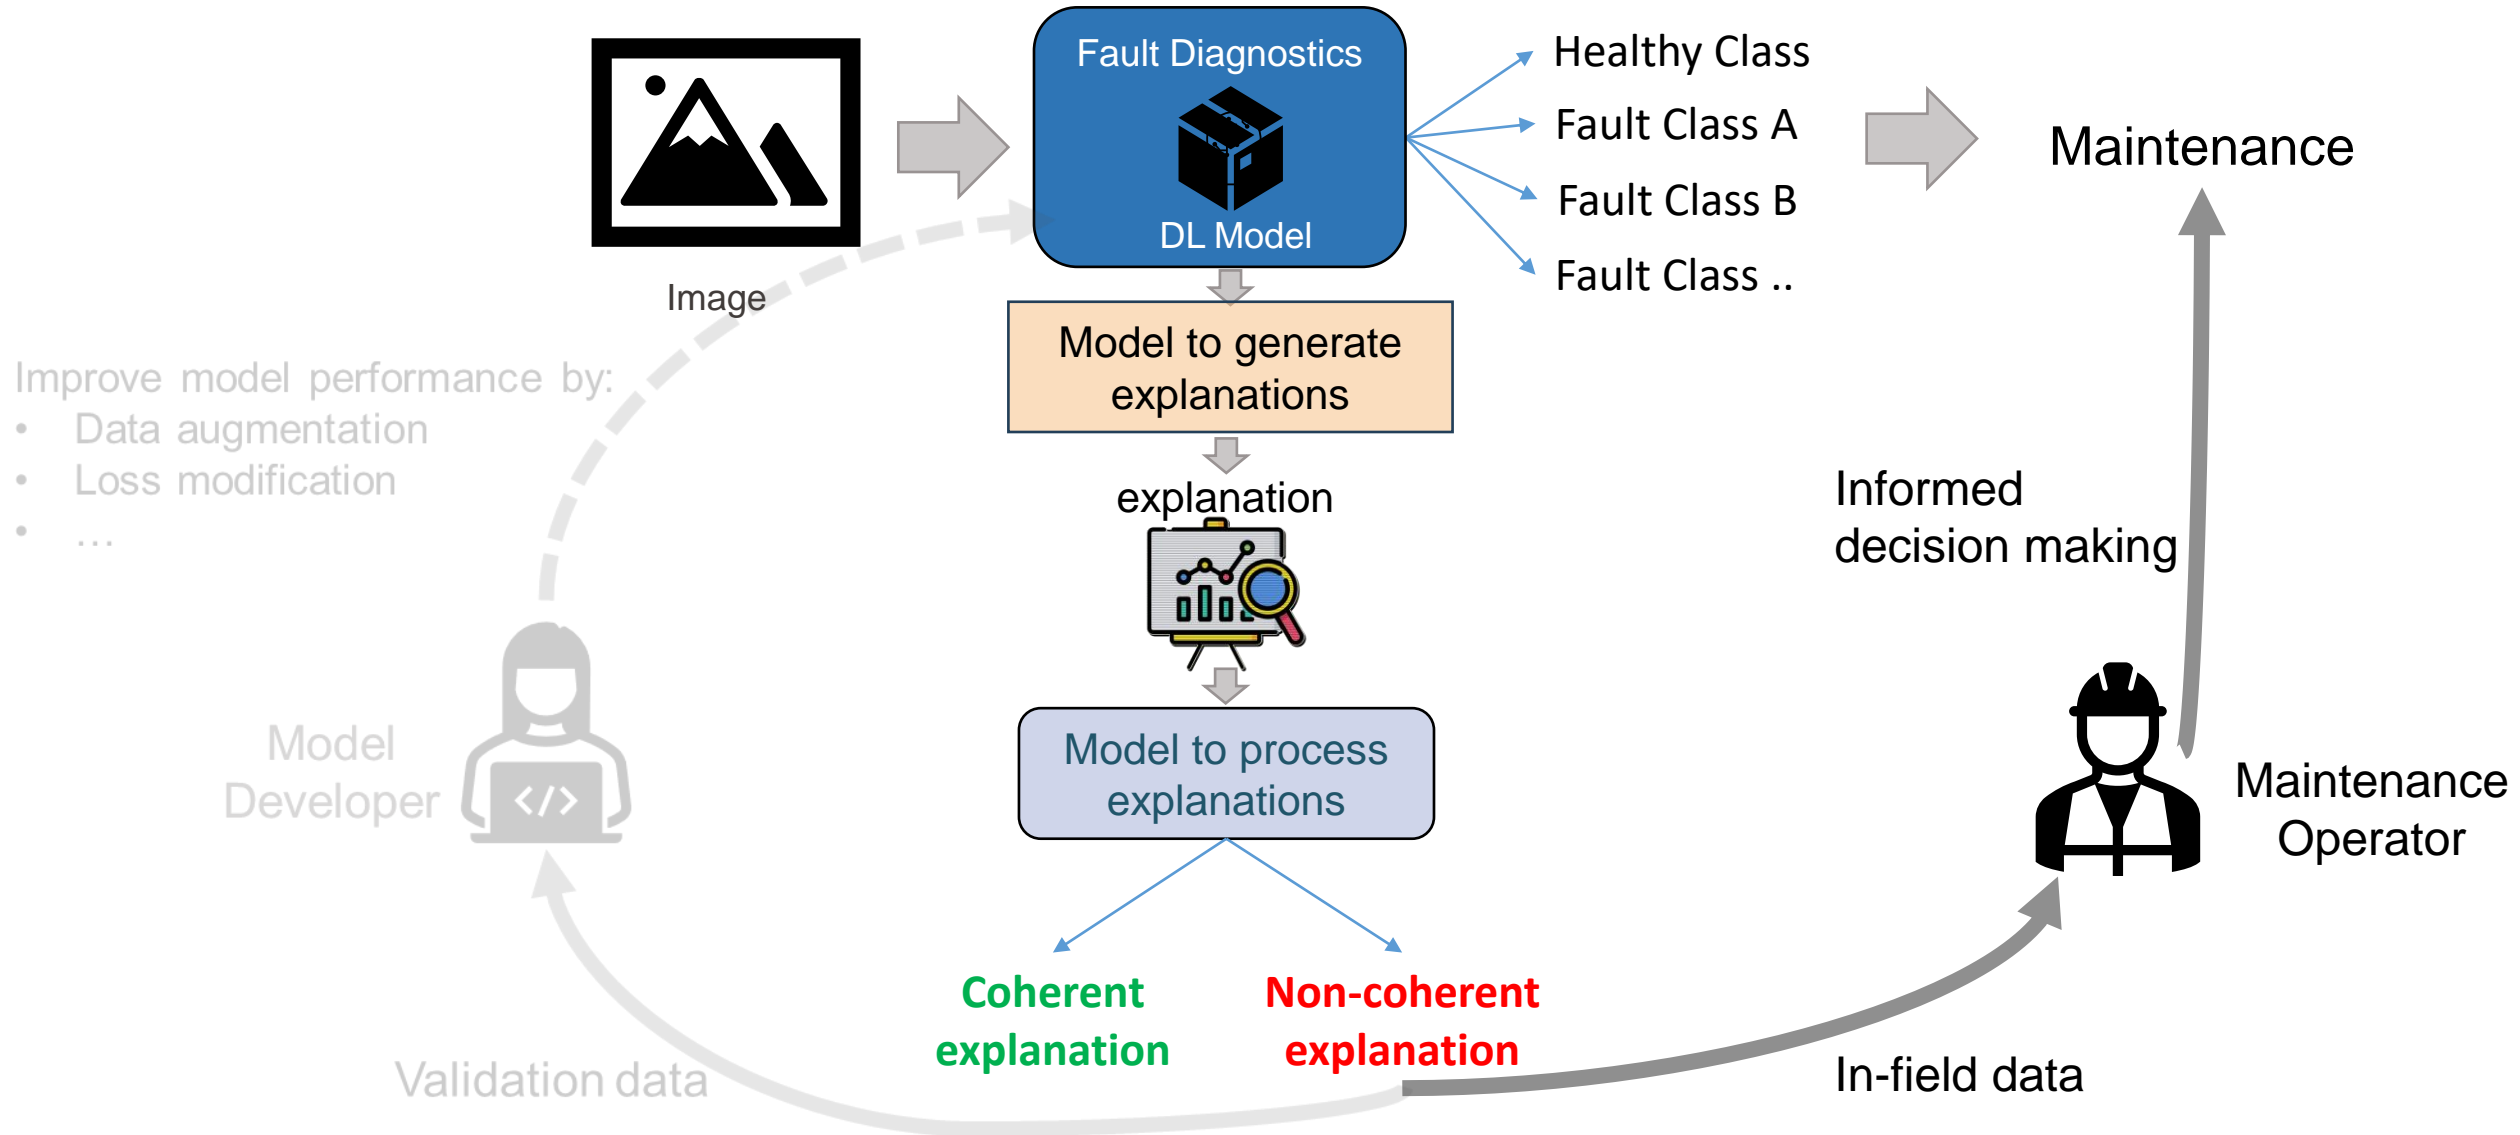 Fault Diagnostics
DL Model
Image
Healthy Class
Fault Class A
Fault Class B
Fault Class ..
Maintenance
Model to generate
explanations
explanation
Model to process
explanations
Coherent
explanation
Non-coherent
explanation
Improve model performance by:
• Data augmentation
• Loss modification
• ...
Model
Developer
</>
Validation data
Informed
decision making
Maintenance
Operator
In-field data